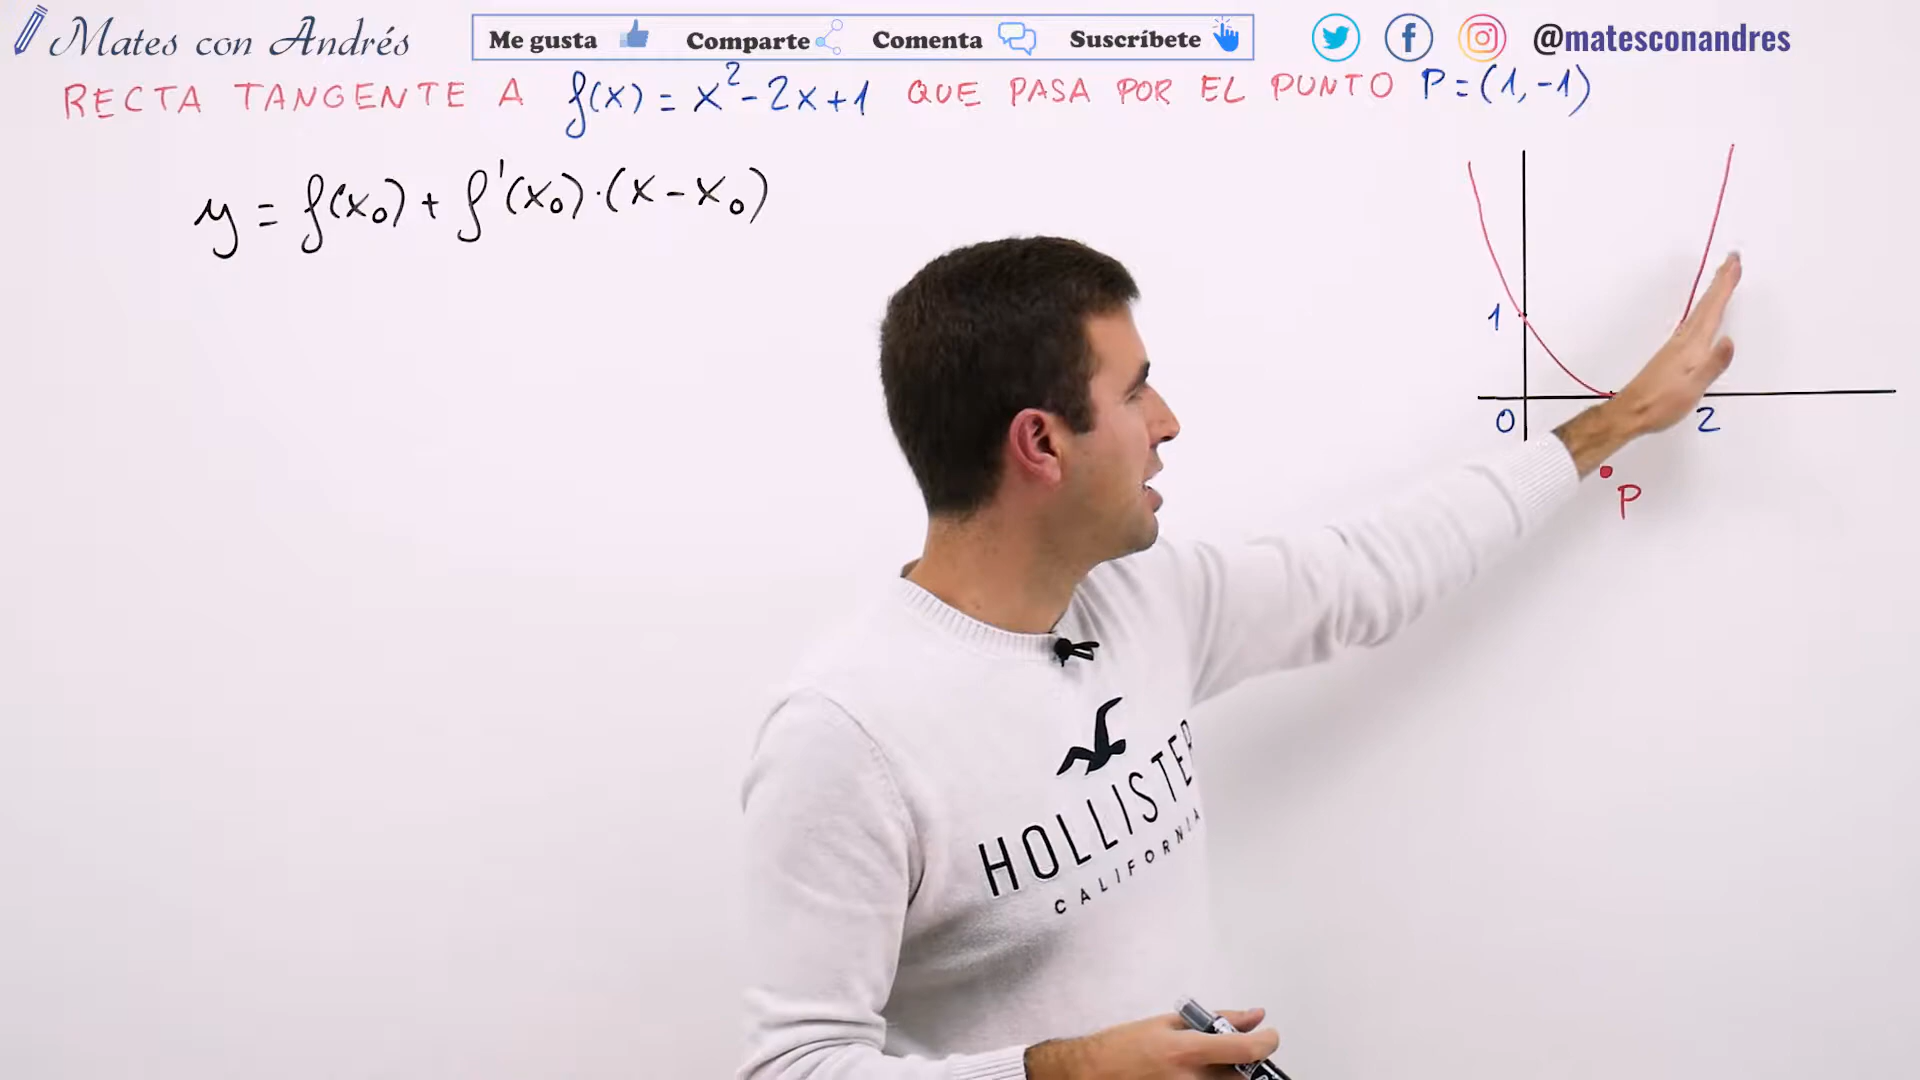 Mates con Andrés
Me gusta Comparte Comenta Suscríbete
@matesconandres
RECTA TANGENTE A f(x) = x²-2x+1 QUE PASA POR EL PUNTO P=(1,-1)
y = f(x₀) + f'(x₀)·(x-x₀)
1
0
2
P
HOLLISTER
CALIFORNIA